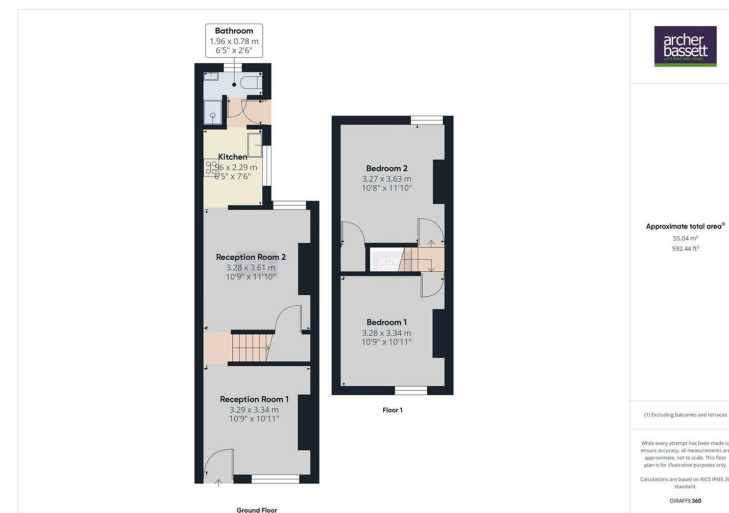 Bathroom
1.96 x 0.78 m
6'5" x 2'6"
Kitchen
1.96 x 2.29 m
6'5" x 7'6"
Reception Room 2
3.28 x 3.61 m
10'9" x 11'10"
Reception Room 1
3.29 x 3.34 m
10'9" x 10'11"
Ground Floor
Bedroom 2
3.27 x 3.63 m
10'8" x 11'10"
Bedroom 1
3.28 x 3.34 m
10'9" x 10'11"
Floor 1
archer
bassett
Approximate total area⁽¹⁾
55.04 m²
592.44 ft²
(1) Excluding balconies and terraces
While every attempt has been made to
ensure accuracy, all measurements are
approximate, not to scale. This floor
plan is for illustrative purposes only.
Calculations are based on RICS IPMS 3C
standard.
GIRAFFE360